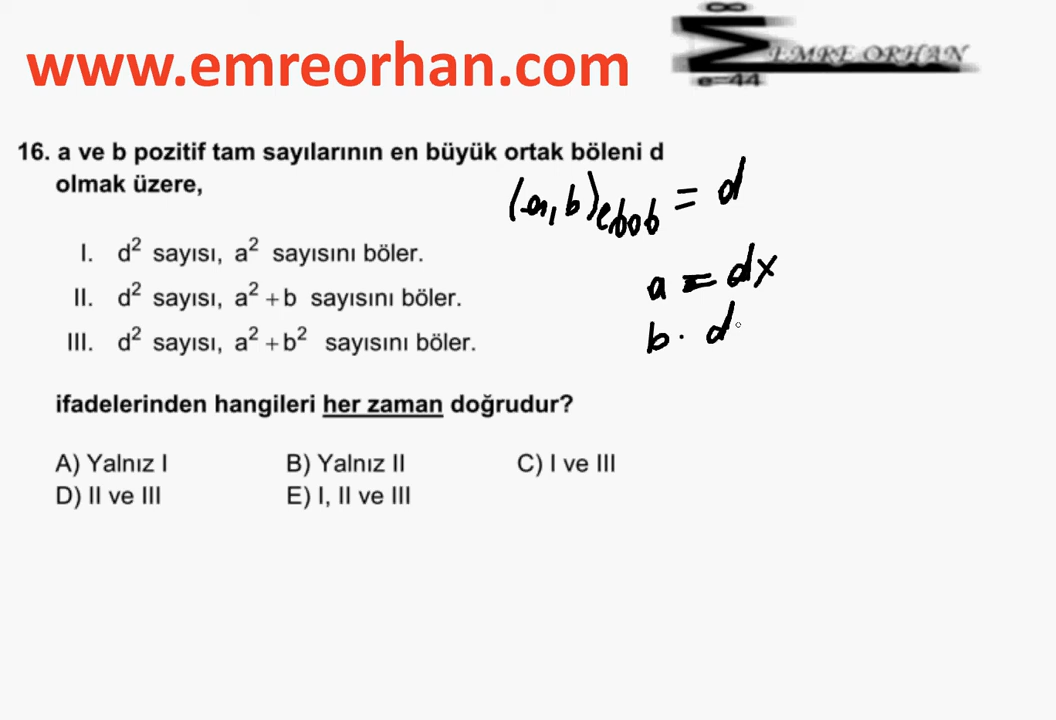 www.emreorhan.com
∞
EMRE ORHAN
e=44
16. a ve b pozitif tam sayılarının en büyük ortak böleni d
olmak üzere,
(a, b)ebob = d
I. d² sayısı, a² sayısını böler.
a = dx
II. d² sayısı, a² + b sayısını böler.
b . d
III. d² sayısı, a² + b² sayısını böler.
ifadelerinden hangileri her zaman doğrudur?
A) Yalnız I B) Yalnız II C) I ve III
D) II ve III E) I, II ve III